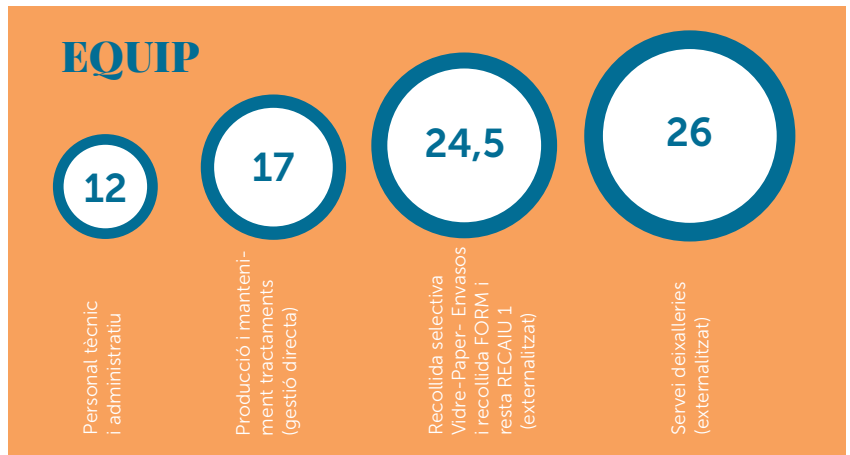 EQUIP
12
17
24,5
26
Personal tècnic
i administratiu
Producció i manteni-
ment tractaments
(gestió directa)
Recollida selectiva
Vidre-Paper- Envasos
i recollida FORM i
resta RECAIU 1
(externalitzat)
Servei deixalleries
(externalitzat)